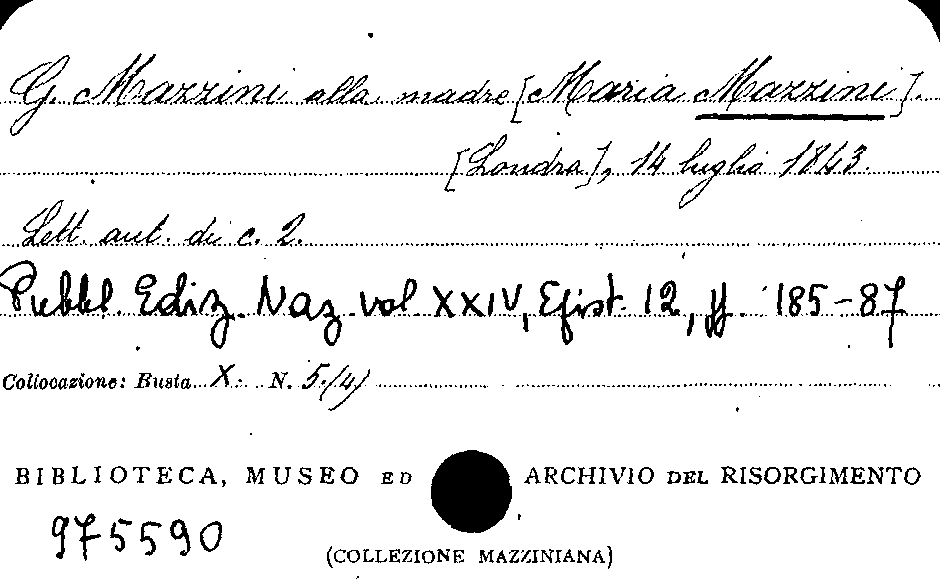 G. Mazzini alla madre [Maria Mazzini].
[Londra], 14 luglio 1843.
Lett. aut. di c. 2.
Pubbl. Ediz. Naz. vol XXIV, Epist. 12, pp. 185-87
Collocazione: Busta X. N. 5.(4)
BIBLIOTECA, MUSEO ED ARCHIVIO DEL RISORGIMENTO
975590
(COLLEZIONE MAZZINIANA)